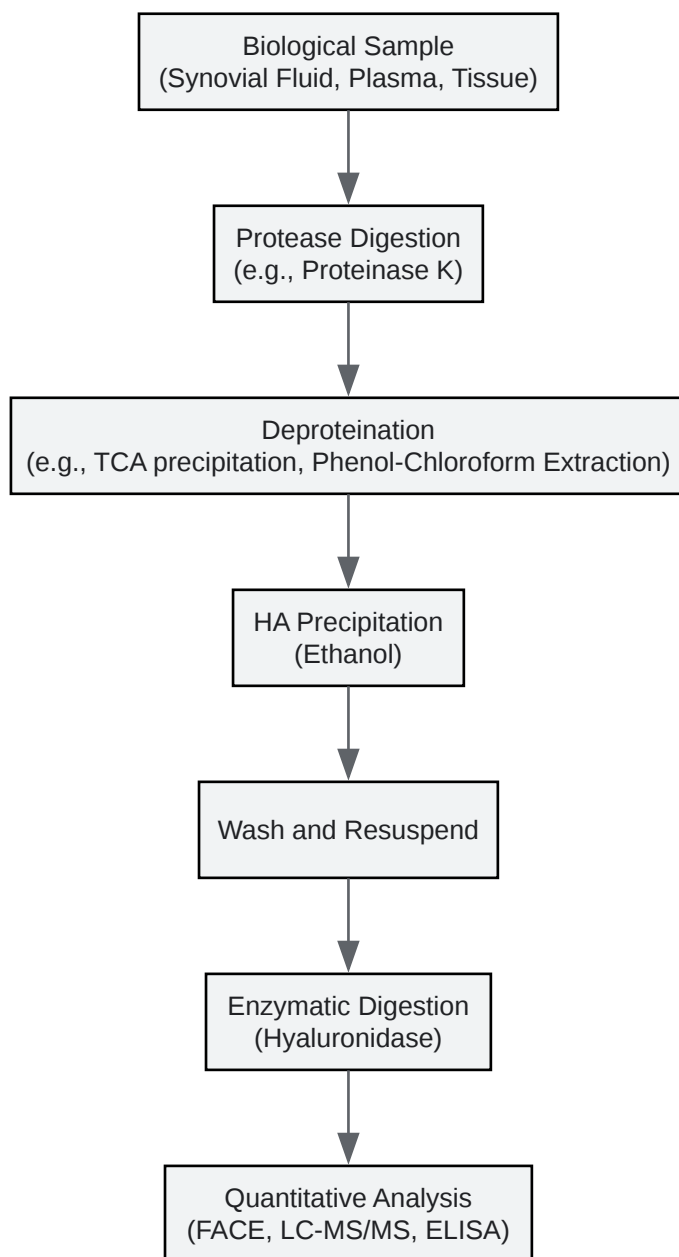 Biological Sample
(Synovial Fluid, Plasma, Tissue)
Protease Digestion
(e.g., Proteinase K)
Deproteination
(e.g., TCA precipitation, Phenol-Chloroform Extraction)
HA Precipitation
(Ethanol)
Wash and Resuspend
Enzymatic Digestion
(Hyaluronidase)
Quantitative Analysis
(FACE, LC-MS/MS, ELISA)